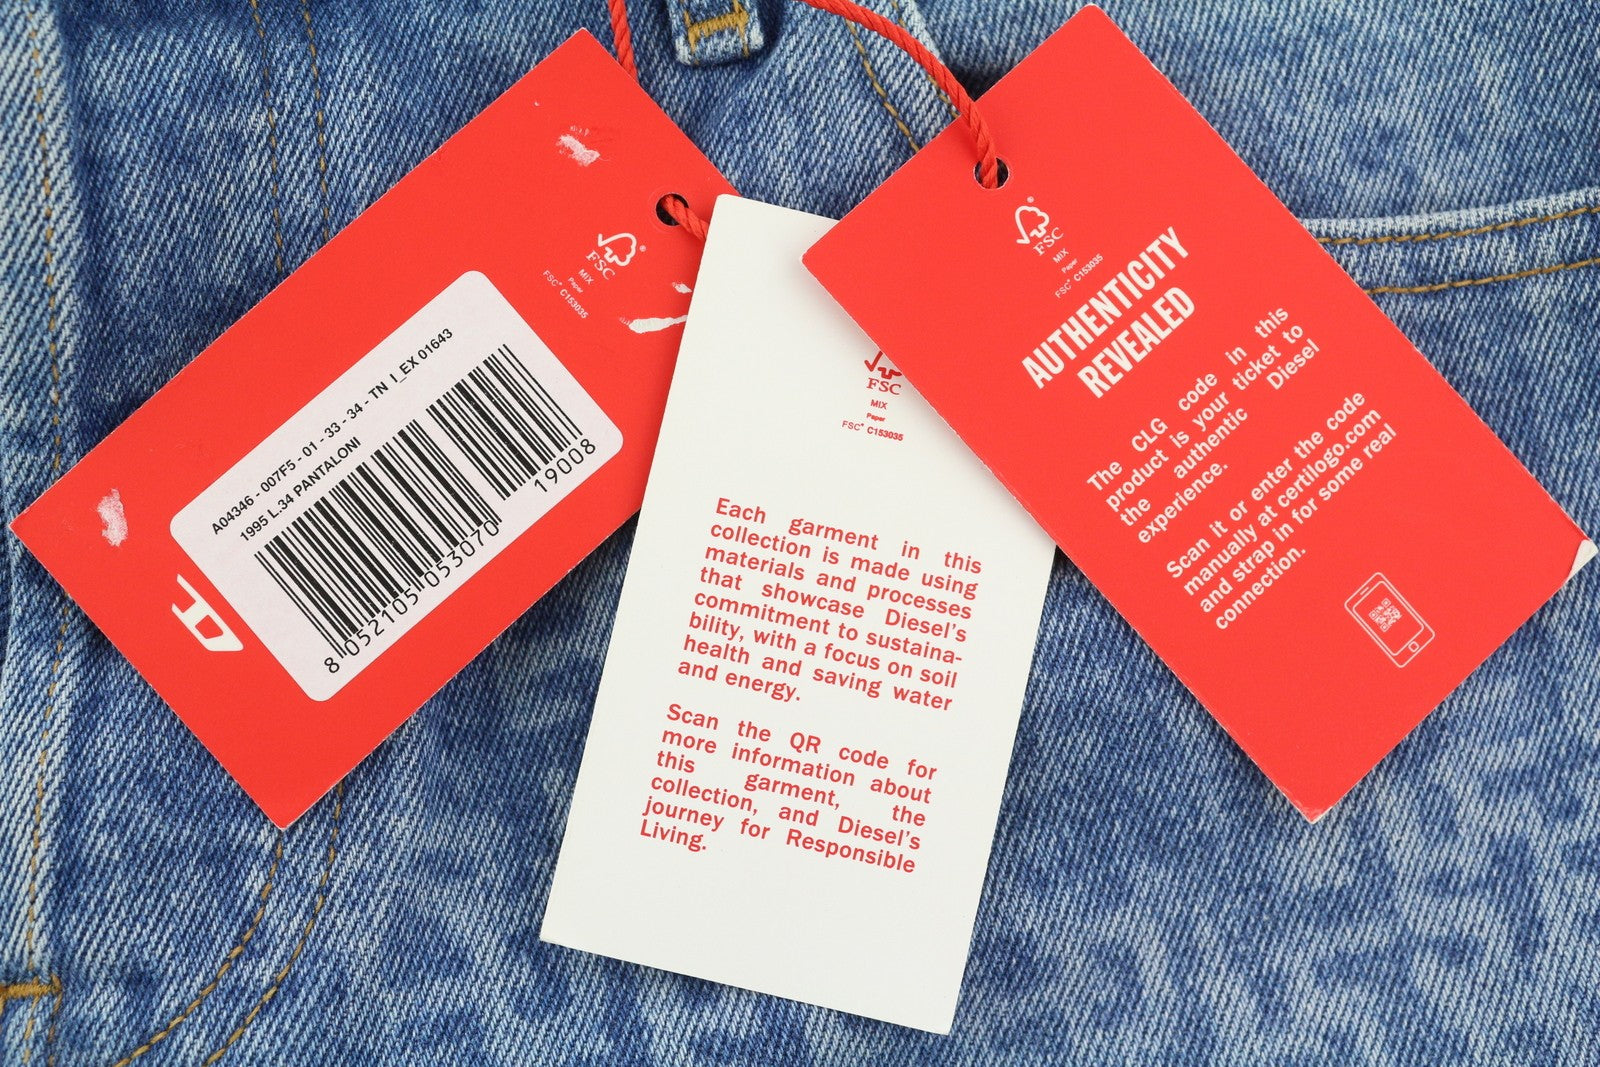 FSC®
MIX
Paper
FSC® C153035
A04346 - 007F5 - 01 - 33 - 34 - TN I_EX 01643
1995 L.34 PANTALONI
8 052105 053070
19008
FSC
MIX
Paper
FSC® C153035
Each garment in this
collection is made using
materials and processes
that showcase Diesel's
commitment to sustaina-
bility, with a focus on soil
health and saving water
and energy.
Scan the QR code for
more information about
this garment, the
collection, and Diesel's
journey for Responsible
Living.
FSC®
MIX
Paper
FSC® C153035
AUTHENTICITY
REVEALED
The CLG code in this
product is your ticket to
the authentic Diesel
experience.
Scan it or enter the code
manually at certilogo.com
and strap in for some real
connection.